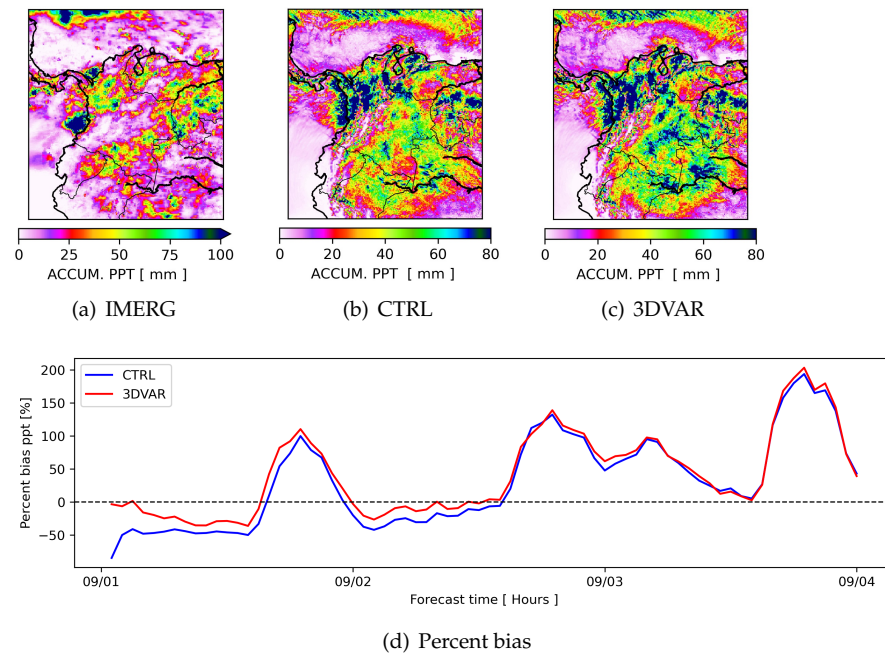 0 25 50 75 100
ACCUM. PPT [ mm ]
(a) IMERG
0 20 40 60 80
ACCUM. PPT [ mm ]
(b) CTRL
0 20 40 60 80
ACCUM. PPT [ mm ]
(c) 3DVAR
Percent bias ppt [%]
200
150
100
50
0
−50
CTRL
3DVAR
09/01 09/02 09/03 09/04
Forecast time [ Hours ]
(d) Percent bias